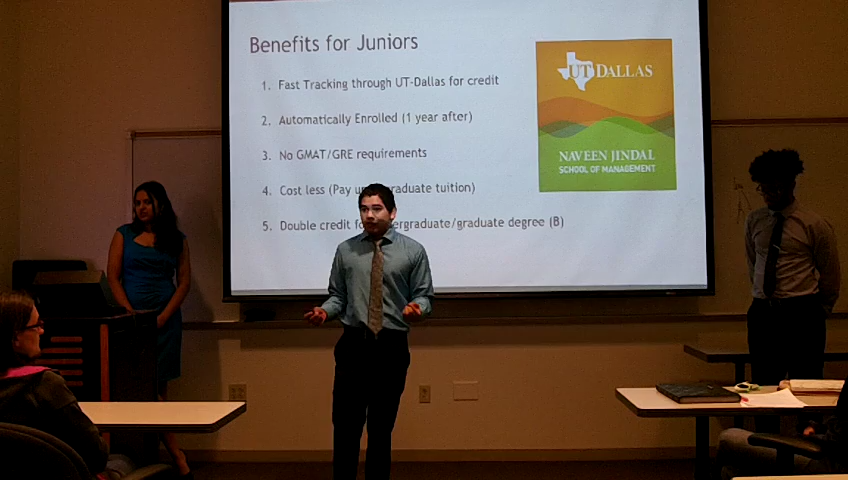 Benefits for Juniors
1. Fast Tracking through UT-Dallas for credit
2. Automatically Enrolled (1 year after)
3. No GMAT/GRE requirements
4. Cost less (Pay graduate tuition)
5. Double credit graduate degree (B)
UT DALLAS
NAVEEN JINDAL
SCHOOL OF MANAGEMENT